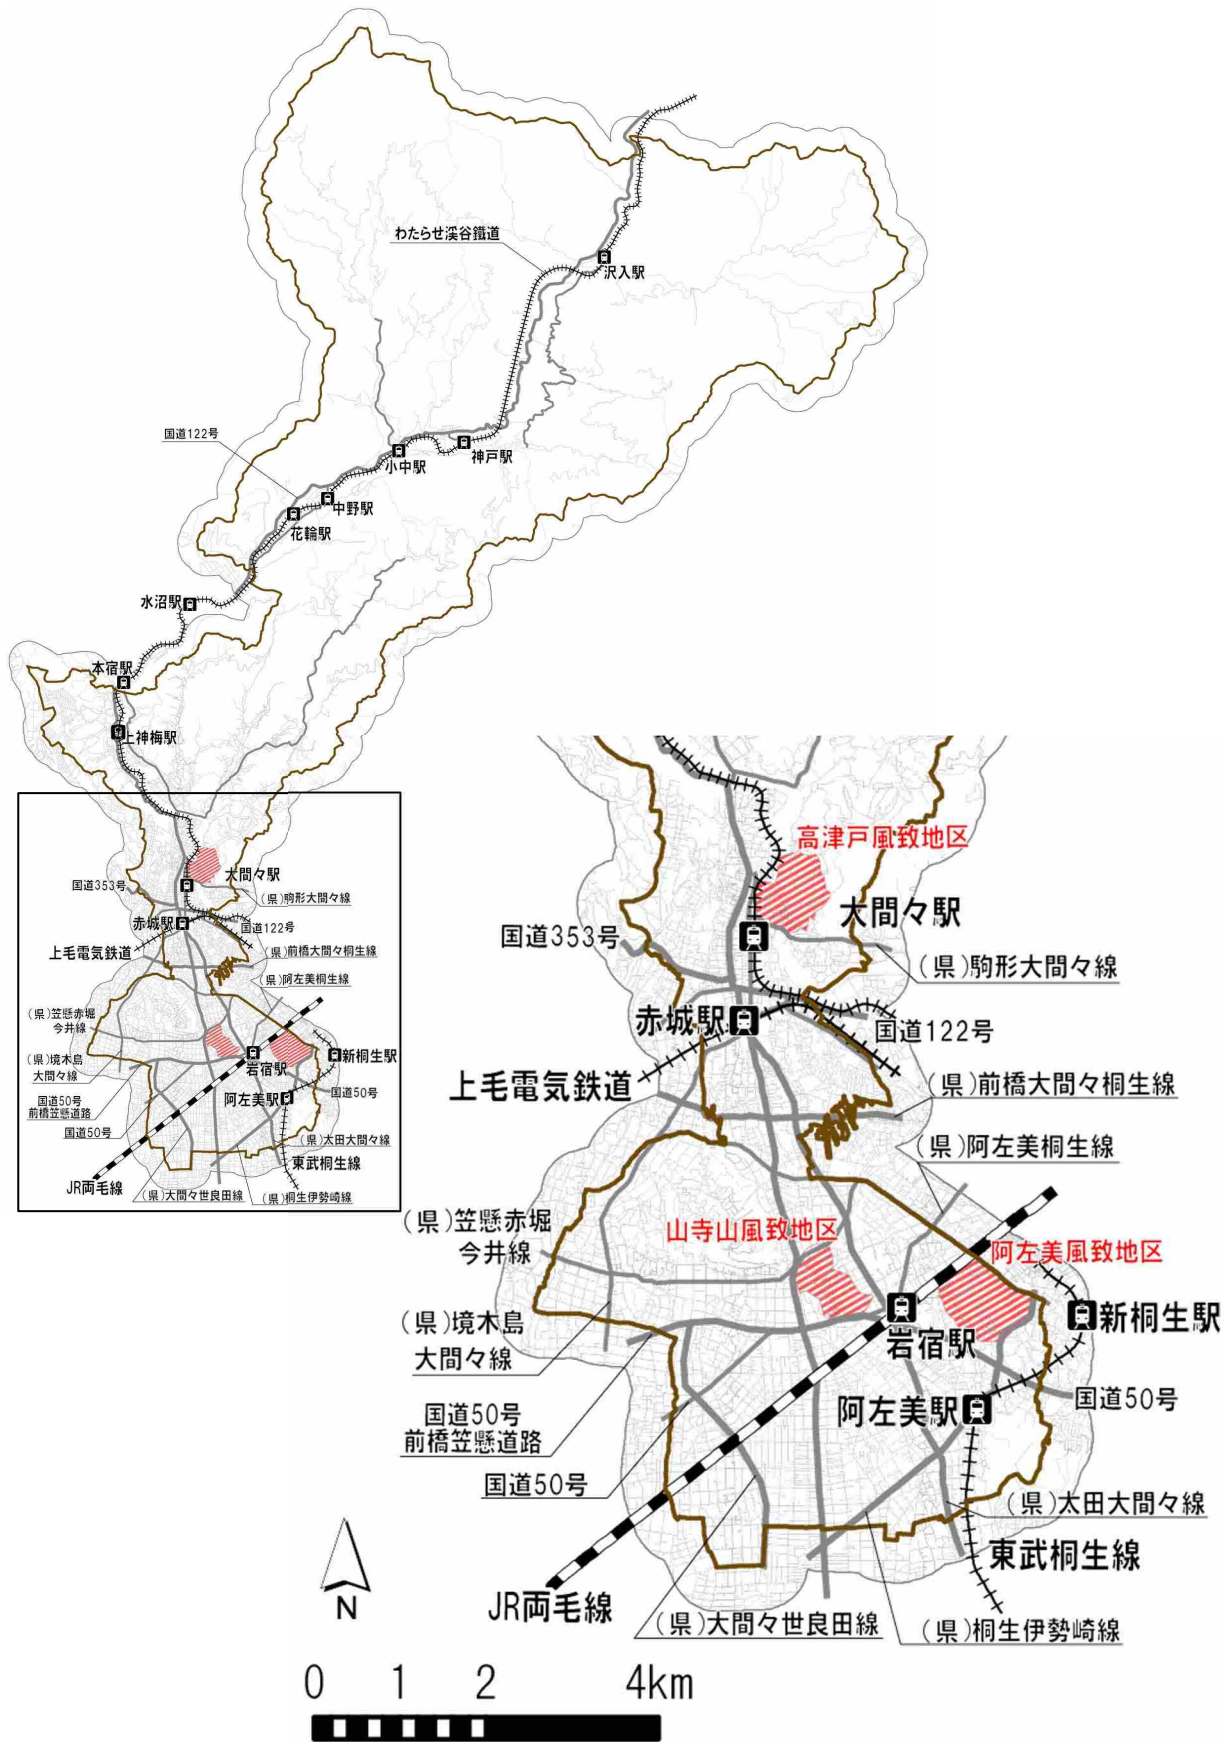 わたらせ渓谷鐵道
沢入駅
国道122号
神戸駅
小中駅
中野駅
花輪駅
水沼駅
本宿駅
上神梅駅
大間々駅
国道353号
(県)駒形大間々線
赤城駅
国道122号
上毛電気鉄道
(県)前橋大間々桐生線
(県)阿左美桐生線
(県)笠懸赤堀
今井線
(県)境木島
大間々線
岩宿駅
新桐生駅
国道50号
前橋笠懸道路
阿左美駅
国道50号
国道50号
(県)太田大間々線
東武桐生線
JR両毛線
(県)大間々世良田線
(県)桐生伊勢崎線
高津戸風致地区
大間々駅
国道353号
(県)駒形大間々線
赤城駅
国道122号
上毛電気鉄道
(県)前橋大間々桐生線
(県)阿左美桐生線
(県)笠懸赤堀
今井線
山寺山風致地区
阿左美風致地区
(県)境木島
大間々線
岩宿駅
新桐生駅
国道50号
前橋笠懸道路
阿左美駅
国道50号
国道50号
(県)太田大間々線
東武桐生線
JR両毛線
(県)大間々世良田線
(県)桐生伊勢崎線
N
0 1 2 4km